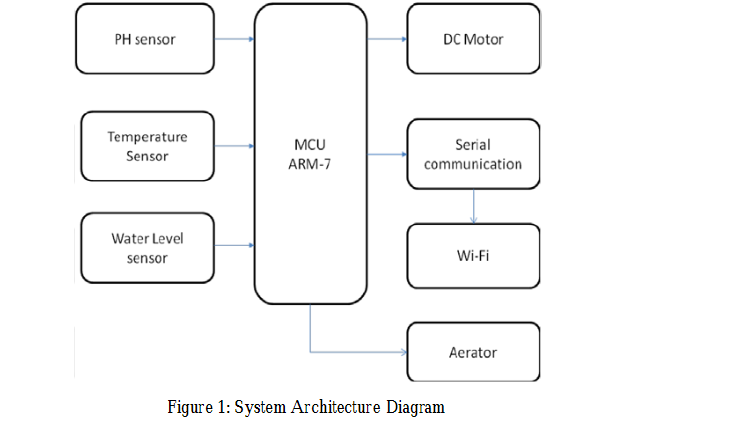 PH sensor
DC Motor
Temperature
Sensor
MCU
ARM-7
Serial
communication
Water Level
sensor
Wi-Fi
Aerator
Figure 1: System Architecture Diagram